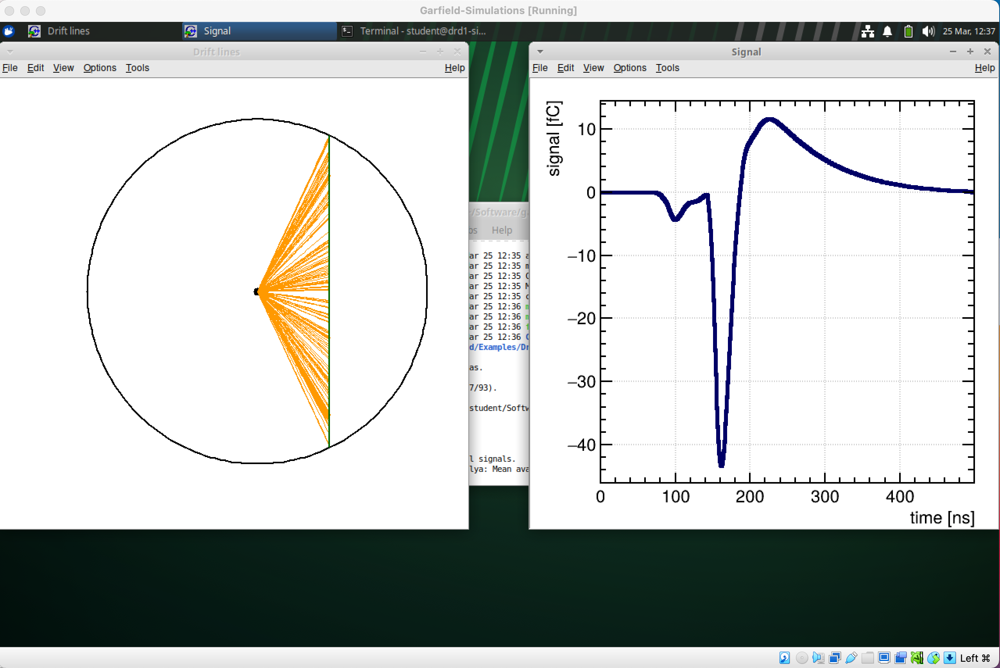 Garfield-Simulations [Running]
Drift lines
Signal
Terminal - student@drd1-si...
25 Mar, 12:37
Drift lines
File Edit View Options Tools Help
/Software/g
Help
ar 25 12:35
ar 25 12:35
ar 25 12:35
ar 25 12:35
ar 25 12:35
ar 25 12:36
ar 25 12:36
ar 25 12:36
ar 25 12:36
d/Examples/Dr
as.
7/93).
student/Softw
l signals.
lya: Mean ava
Signal
File Edit View Options Tools Help
signal [fC]
10
0
−10
−20
−30
−40
0 100 200 300 400
time [ns]
Left ⌘